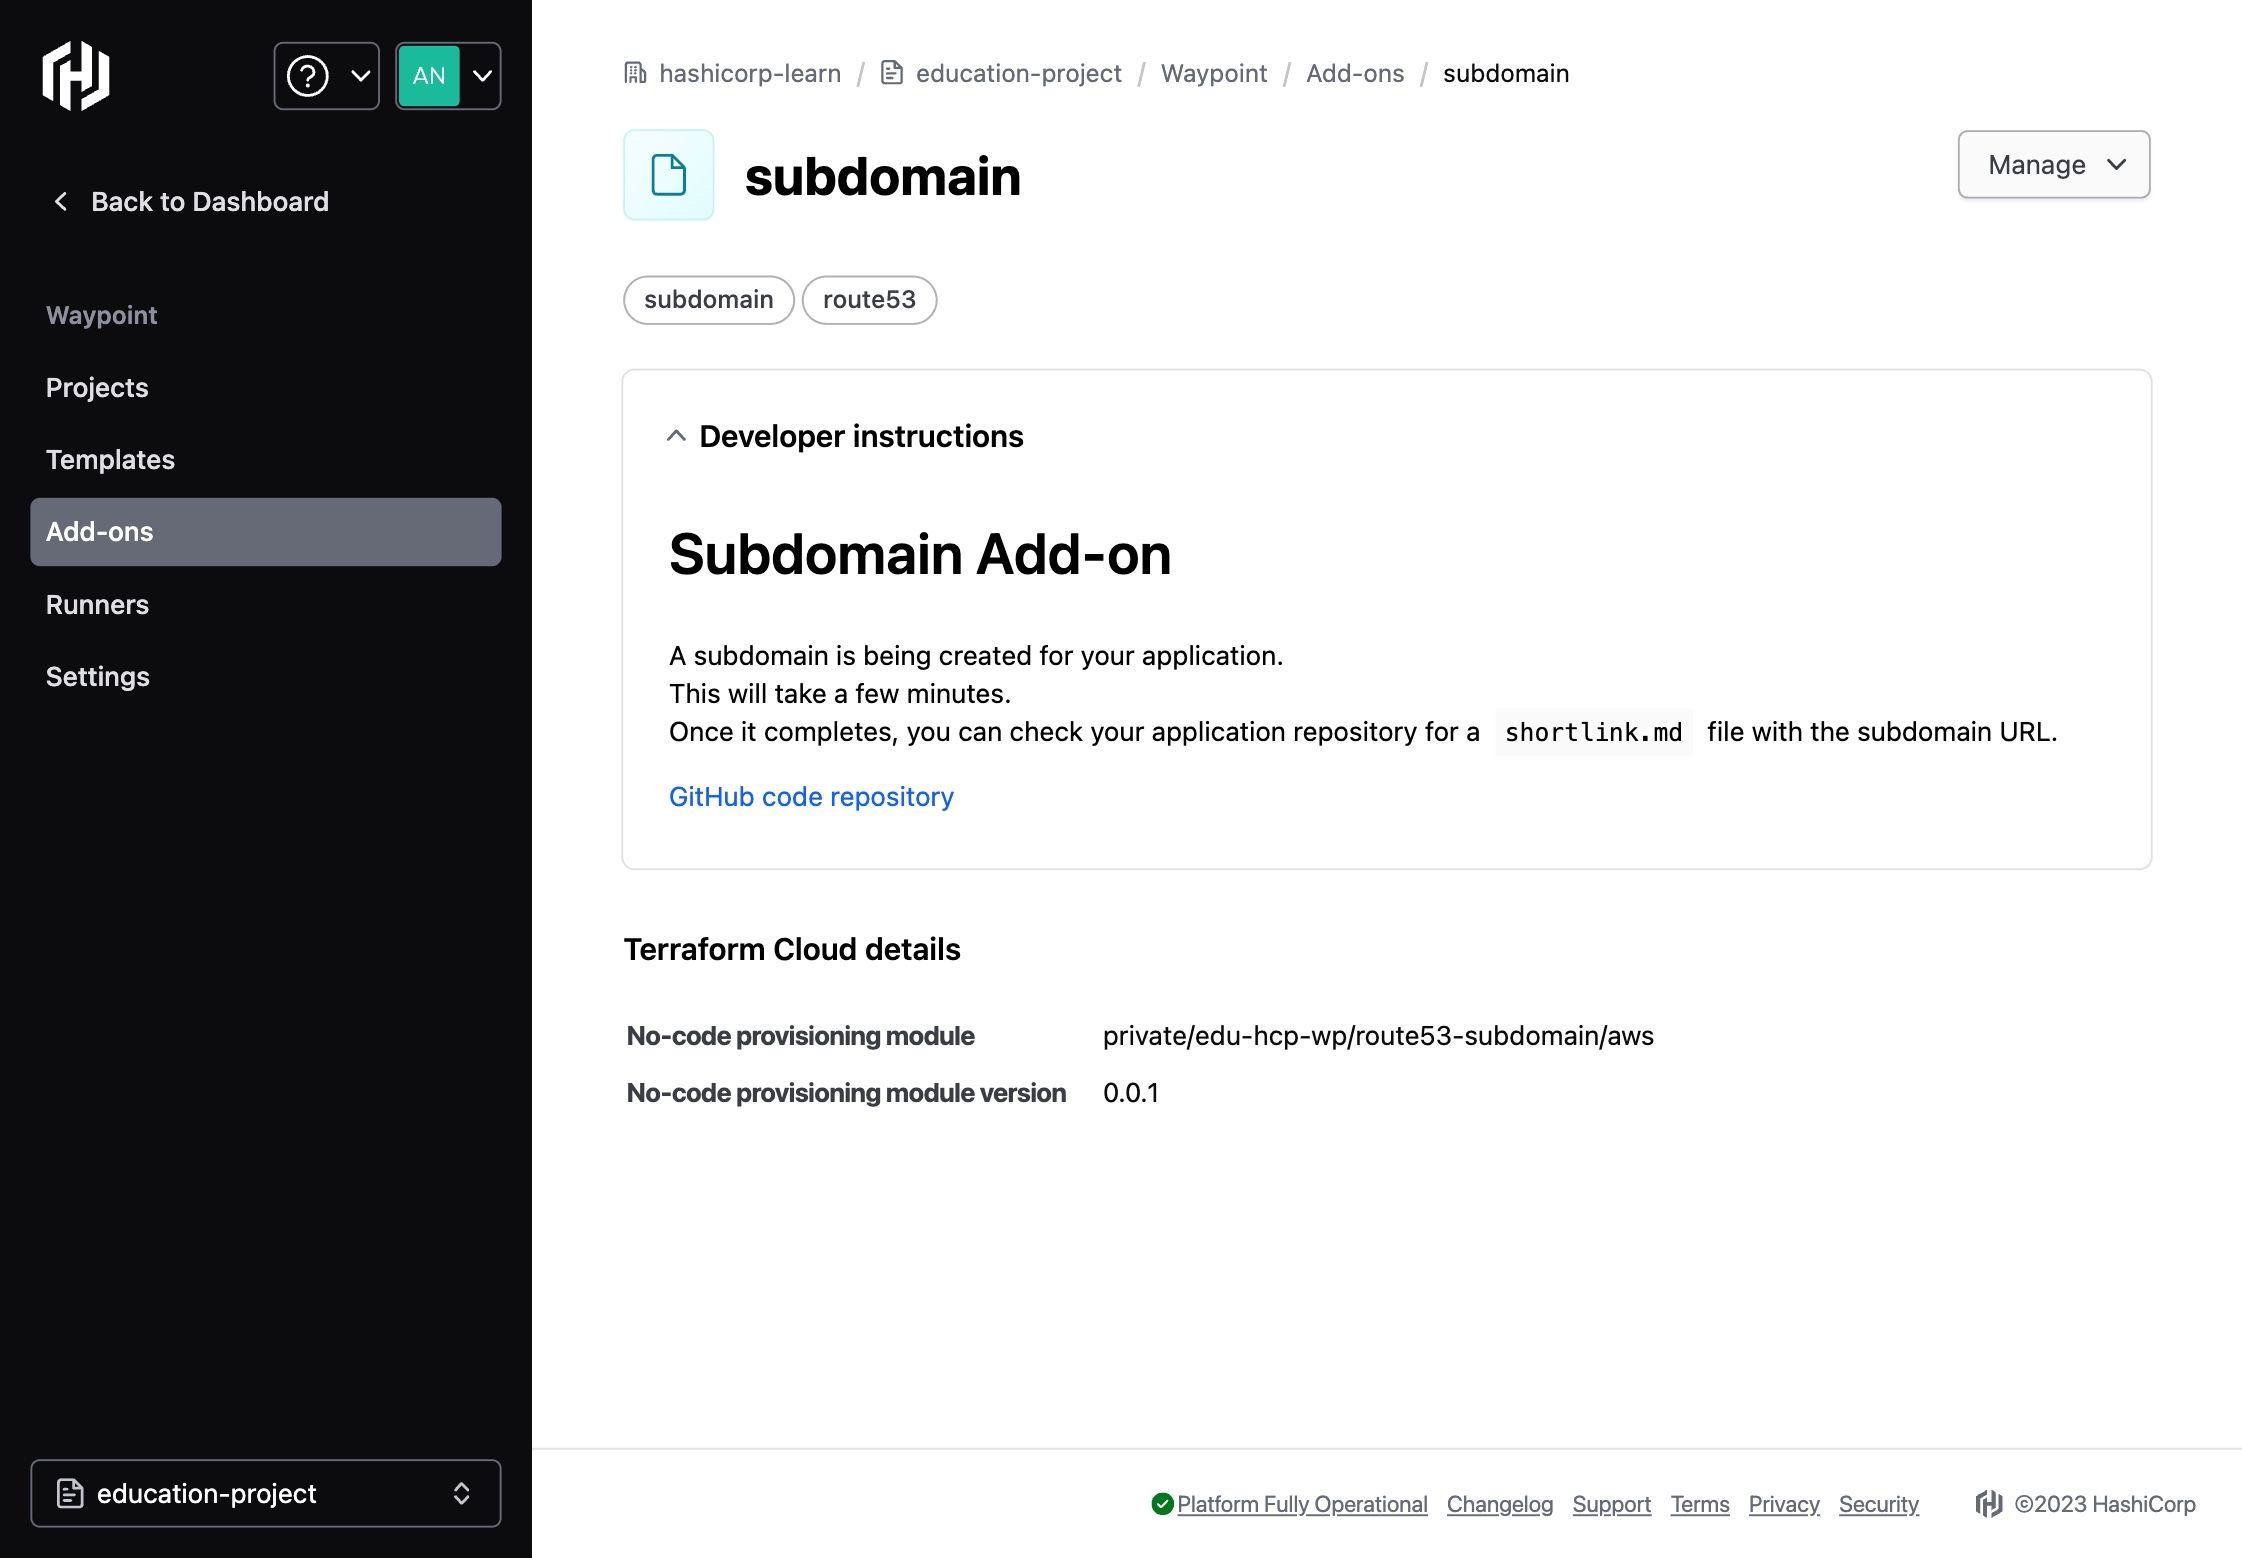 AN
Back to Dashboard
Waypoint
Projects
Templates
Add-ons
Runners
Settings
education-project
hashicorp-learn / education-project / Waypoint / Add-ons / subdomain
subdomain
Manage
subdomain route53
Developer instructions
Subdomain Add-on
A subdomain is being created for your application.
This will take a few minutes.
Once it completes, you can check your application repository for a shortlink.md file with the subdomain URL.
GitHub code repository
Terraform Cloud details
No-code provisioning module private/edu-hcp-wp/route53-subdomain/aws
No-code provisioning module version 0.0.1
Platform Fully Operational Changelog Support Terms Privacy Security ©2023 HashiCorp